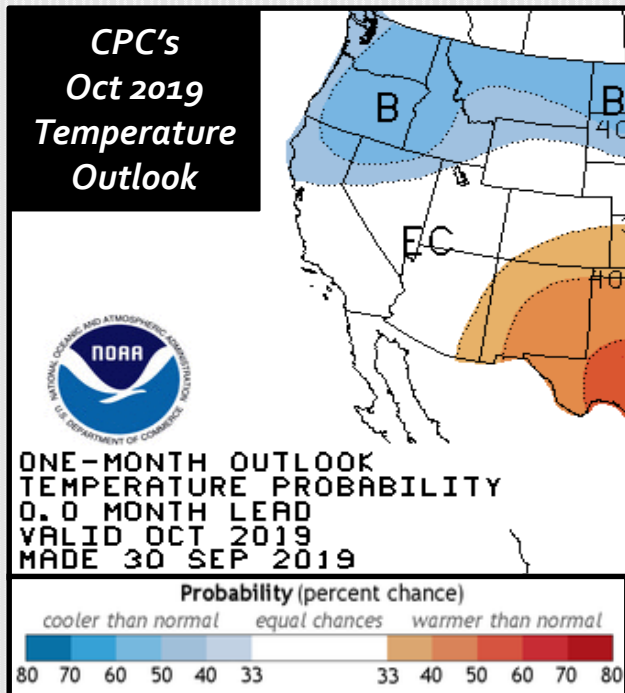 CPC's
Oct 2019
Temperature
Outlook
B
B
40
EC
40
NATIONAL OCEANIC AND ATMOSPHERIC ADMINISTRATION
NOAA
U.S. DEPARTMENT OF COMMERCE
ONE-MONTH OUTLOOK
TEMPERATURE PROBABILITY
0.0 MONTH LEAD
VALID OCT 2019
MADE 30 SEP 2019
Probability (percent chance)
cooler than normal equal chances warmer than normal
80 70 60 50 40 33 33 40 50 60 70 80